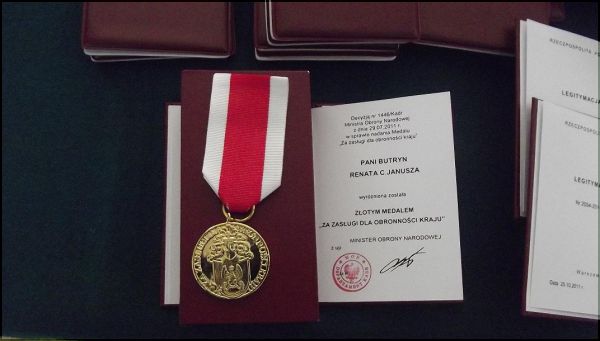 Decyzją nr 1446/Kadr
Ministra Obrony Narodowej
z dnia 29.07.2011 r.
w sprawie nadania Medalu
„Za zasługi dla obronności kraju"
PANI BUTRYN
RENATA C.JANUSZA
wyróżniona została
ZŁOTYM MEDALEM
„ZA ZASŁUGI DLA OBRONNOŚCI KRAJU"
MINISTER OBRONY NARODOWEJ
z up.
RZECZPOSPOLITA
LEGITYMACJA
RZECZPOSPOLITA
LEGITYM
Data 25.10.2011 r.